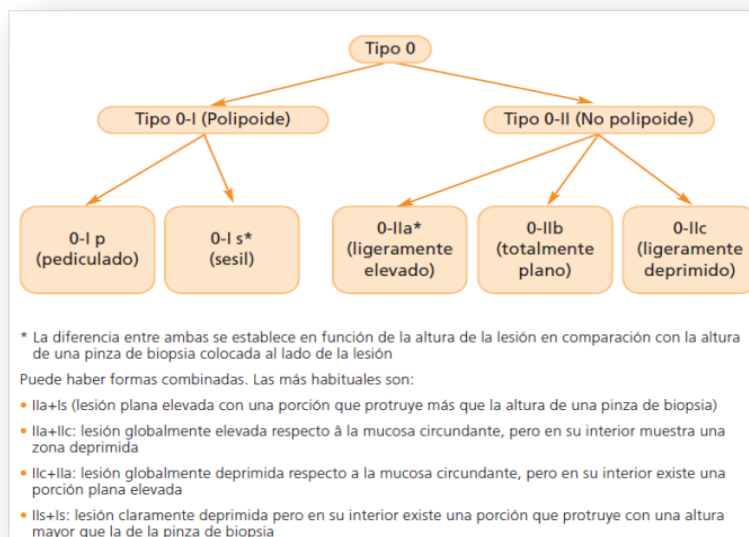 Tipo 0
Tipo 0-I (Polipoide)
Tipo 0-II (No polipoide)
0-I p
(pediculado)
0-I s*
(sesil)
0-IIa*
(ligeramente
elevado)
0-IIb
(totalmente
plano)
0-IIc
(ligeramente
deprimido)
* La diferencia entre ambas se establece en función de la altura de la lesión en comparación con la altura
de una pinza de biopsia colocada al lado de la lesión
Puede haber formas combinadas. Las más habituales son:
• IIa+Is (lesión plana elevada con una porción que protruye más que la altura de una pinza de biopsia)
• IIa+IIc: lesión globalmente elevada respecto â la mucosa circundante, pero en su interior muestra una
zona deprimida
• IIc+IIa: lesión globalmente deprimida respecto a la mucosa circundante, pero en su interior existe una
porción plana elevada
• IIs+Is: lesión claramente deprimida pero en su interior existe una porción que protruye con una altura
mayor que la de la pinza de biopsia